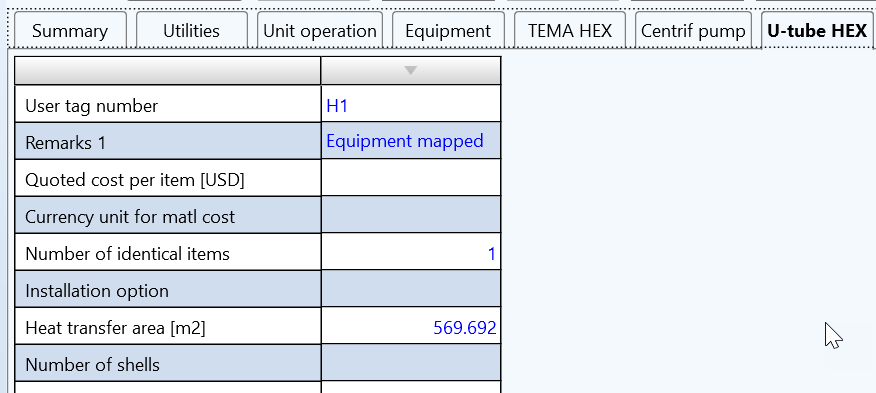 Summary Utilities Unit operation Equipment TEMA HEX Centrif pump U-tube HEX
User tag number H1
Remarks 1 Equipment mapped
Quoted cost per item [USD]
Currency unit for matl cost
Number of identical items 1
Installation option
Heat transfer area [m2] 569.692
Number of shells